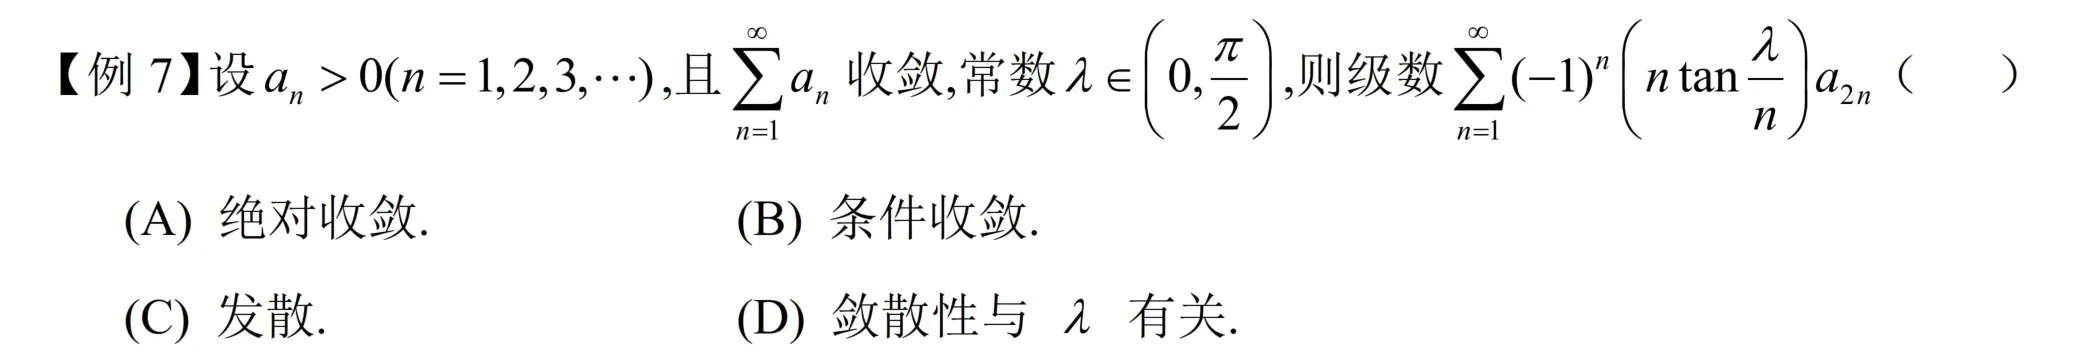 【例 7】设 $a_n > 0(n = 1,2,3,\cdots)$,且 $\sum_{n=1}^{\infty} a_n$ 收敛,常数 $\lambda \in \left(0,\frac{\pi}{2}\right)$,则级数 $\sum_{n=1}^{\infty} (-1)^n \left(n \tan \frac{\lambda}{n}\right) a_{2n}$（　　）
(A) 绝对收敛. (B) 条件收敛.
(C) 发散. (D) 敛散性与 $\lambda$ 有关.